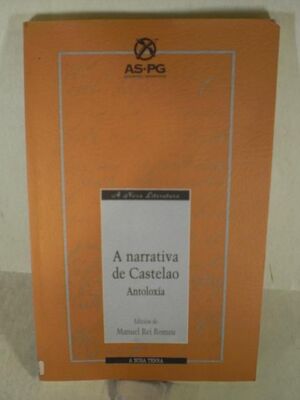 AS-PG
A Nosa Literatura
A narrativa
de Castelao
Antoloxía
Edición de
Manuel Rei Romeu
A NOSA TERRA